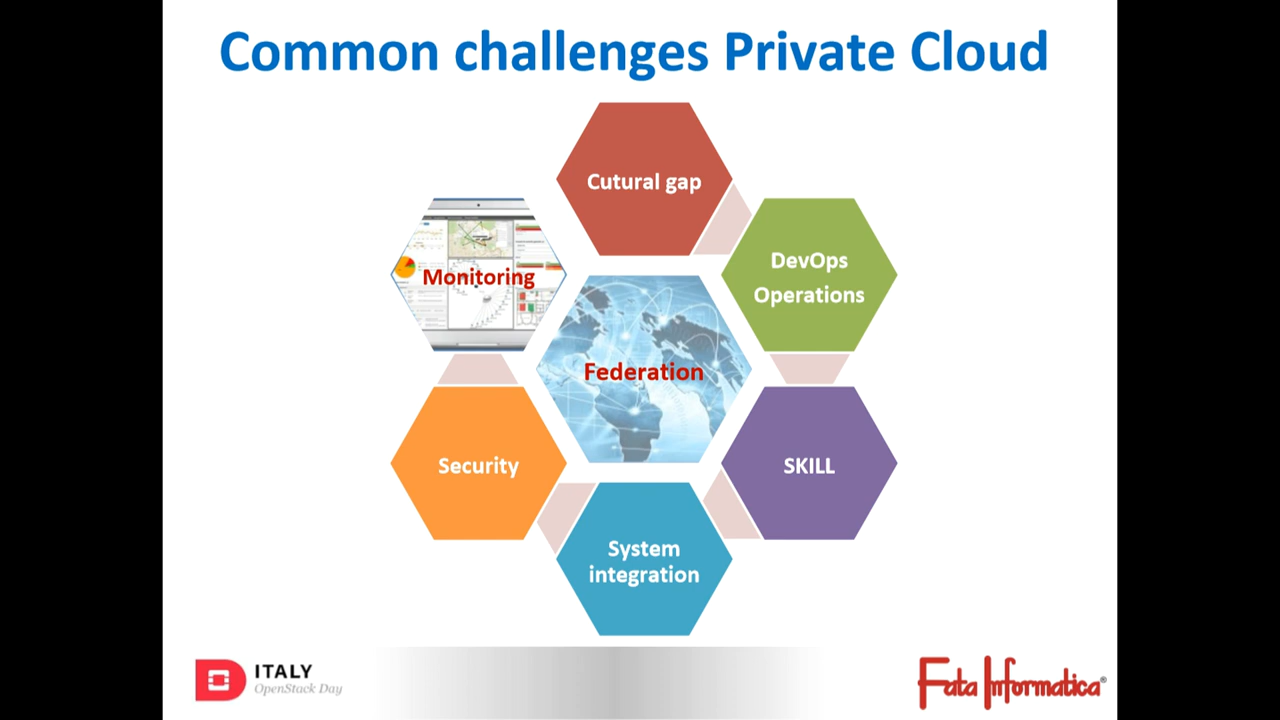 Common challenges Private Cloud
Cutural gap
Monitoring
DevOps
Operations
Federation
Security
SKILL
System
integration
ITALY
OpenStack Day
Fata Informatica®